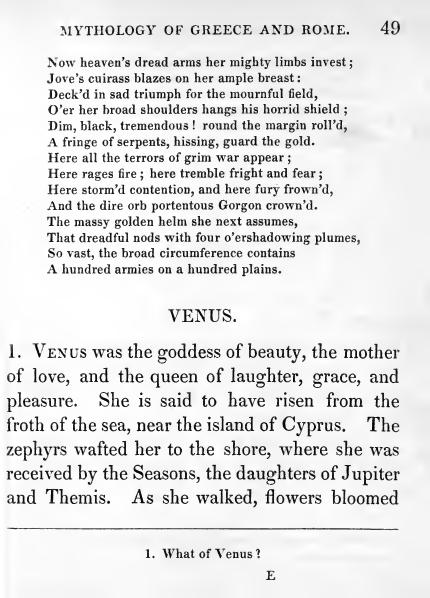 MYTHOLOGY OF GREECE AND ROME. 49
Now heaven's dread arms her mighty limbs invest;
Jove's cuirass blazes on her ample breast:
Deck'd in sad triumph for the mournful field,
O'er her broad shoulders hangs his horrid shield;
Dim, black, tremendous! round the margin roll'd,
A fringe of serpents, hissing, guard the gold.
Here all the terrors of grim war appear;
Here rages fire; here tremble fright and fear;
Here storm'd contention, and here fury frown'd,
And the dire orb portentous Gorgon crown'd.
The massy golden helm she next assumes,
That dreadful nods with four o'ershadowing plumes,
So vast, the broad circumference contains
A hundred armies on a hundred plains.
VENUS.
1. VENUS was the goddess of beauty, the mother
of love, and the queen of laughter, grace, and
pleasure. She is said to have risen from the
froth of the sea, near the island of Cyprus. The
zephyrs wafted her to the shore, where she was
received by the Seasons, the daughters of Jupiter
and Themis. As she walked, flowers bloomed
1. What of Venus?
E